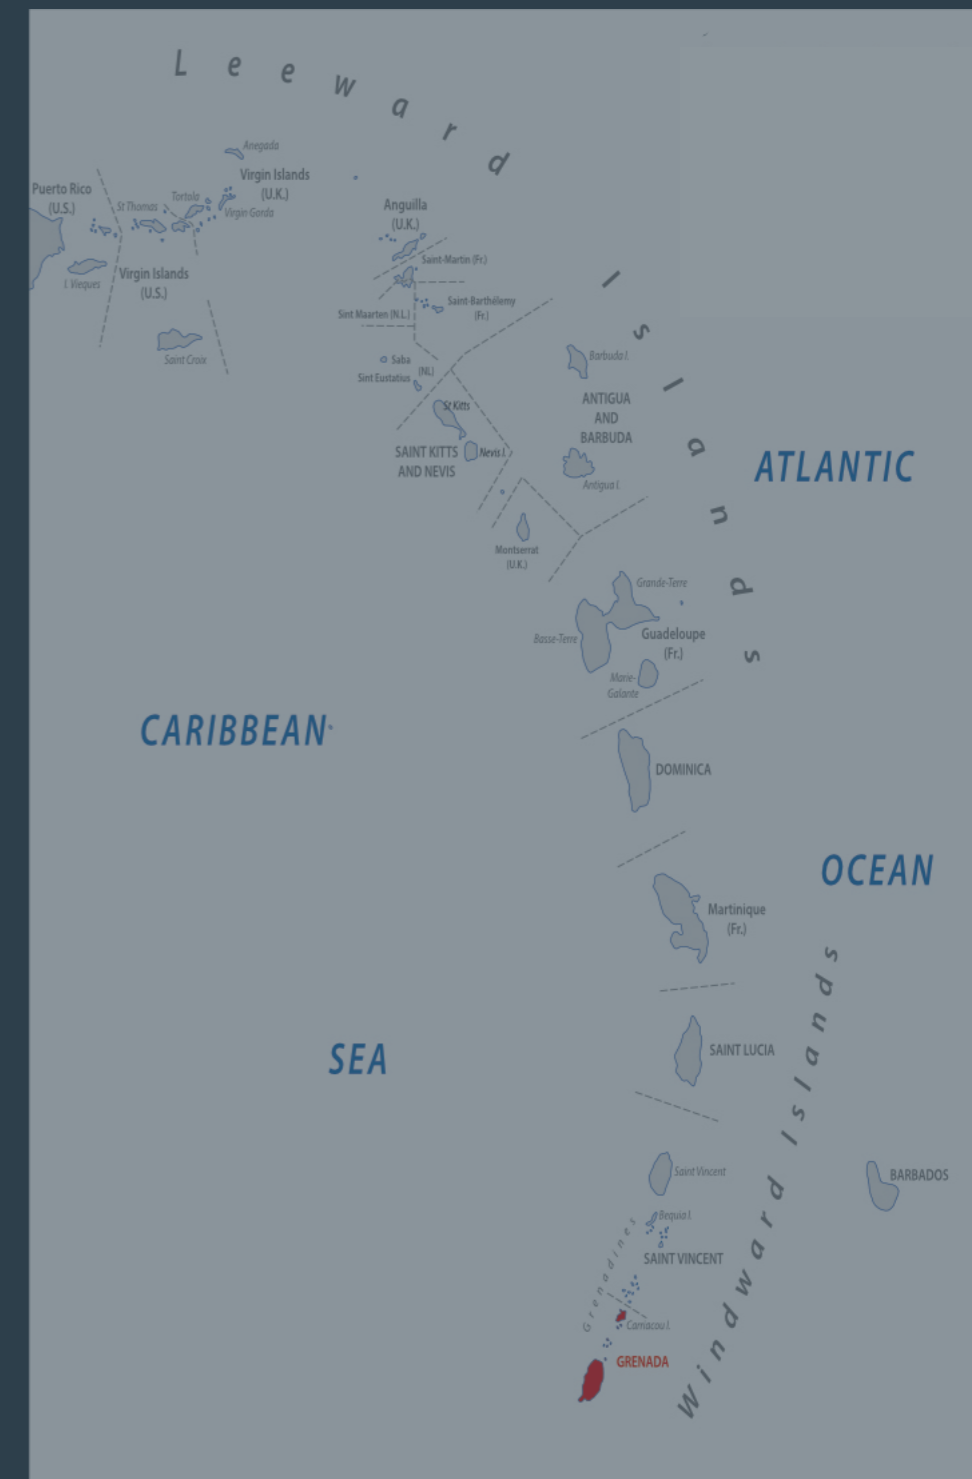 Leeward
Islands
Anegada
Virgin Islands
(U.K.)
Puerto Rico
(U.S.)
Tortola
St Thomas
Virgin Gorda
Anguilla
(U.K.)
Saint-Martin (Fr.)
I. Vieques
Virgin Islands
(U.S.)
Saint-Barthélemy
(Fr.)
Sint Maarten (N.L.)
Saint Croix
Saba
(NL)
Sint Eustatius
Barbuda I.
ANTIGUA
AND
BARBUDA
St Kitts
SAINT KITTS
AND NEVIS
Nevis I.
ATLANTIC
Antigua I.
Montserrat
(U.K.)
Grande-Terre
Basse-Terre
Guadeloupe
(Fr.)
Marie-
Galante
CARIBBEAN
DOMINICA
OCEAN
Martinique
(Fr.)
SEA
SAINT LUCIA
Windward Islands
Saint Vincent
BARBADOS
Bequia I.
Grenadines
SAINT VINCENT
Carriacou I.
GRENADA